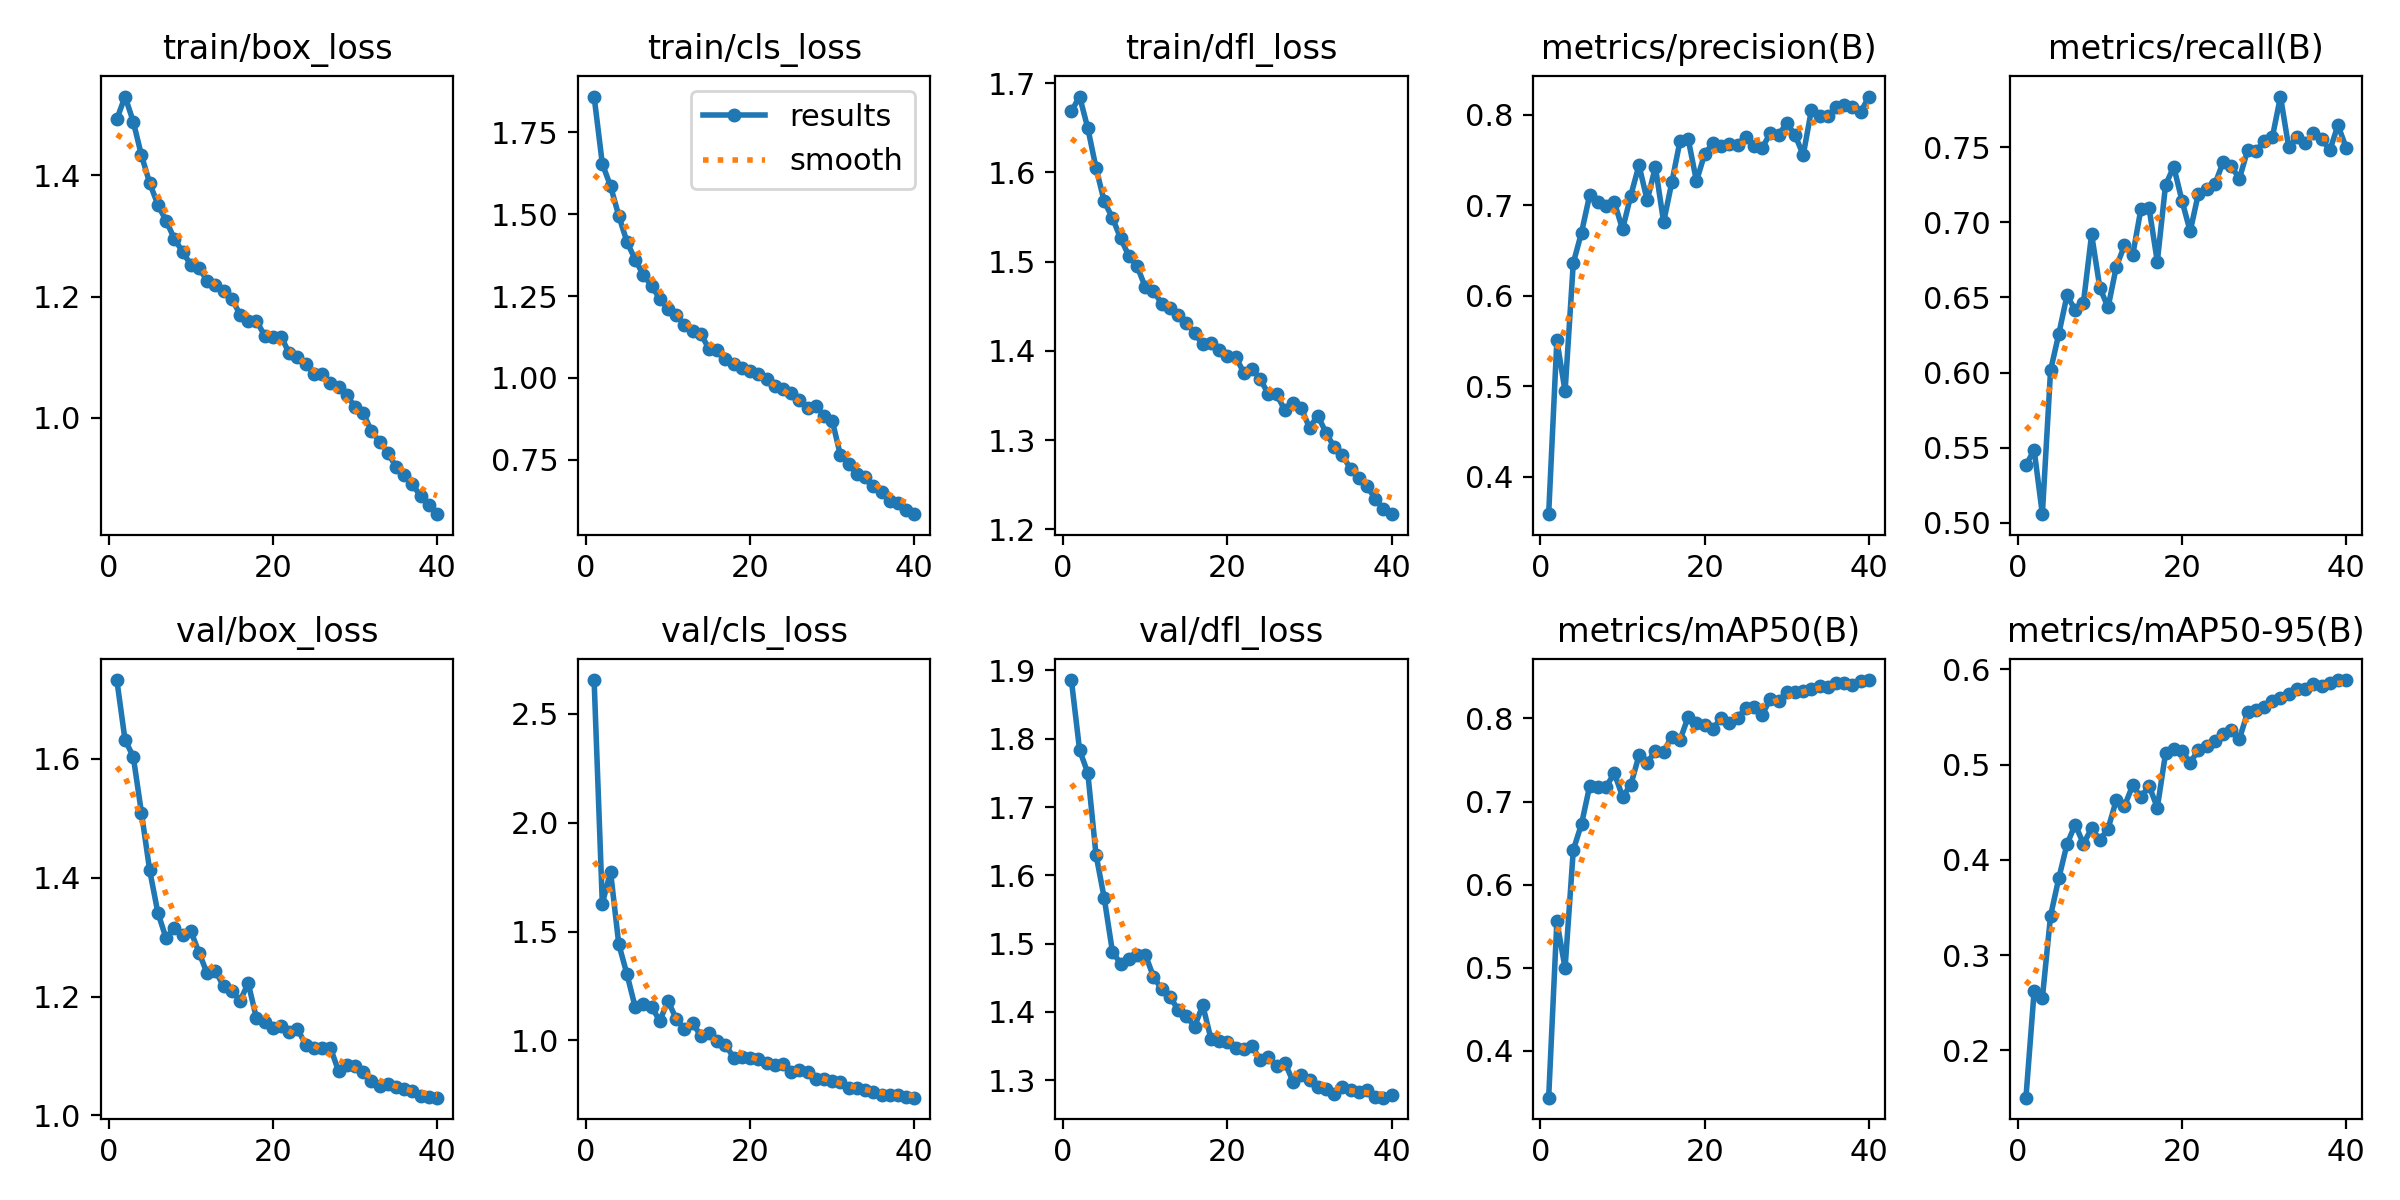 train/box_loss
1.4
1.2
1.0
0 20 40
train/cls_loss
results
smooth
1.75
1.50
1.25
1.00
0.75
0 20 40
train/dfl_loss
1.7
1.6
1.5
1.4
1.3
1.2
0 20 40
metrics/precision(B)
0.8
0.7
0.6
0.5
0.4
0 20 40
metrics/recall(B)
0.75
0.70
0.65
0.60
0.55
0.50
0 20 40
val/box_loss
1.6
1.4
1.2
1.0
0 20 40
val/cls_loss
2.5
2.0
1.5
1.0
0 20 40
val/dfl_loss
1.9
1.8
1.7
1.6
1.5
1.4
1.3
0 20 40
metrics/mAP50(B)
0.8
0.7
0.6
0.5
0.4
0 20 40
metrics/mAP50-95(B)
0.6
0.5
0.4
0.3
0.2
0 20 40